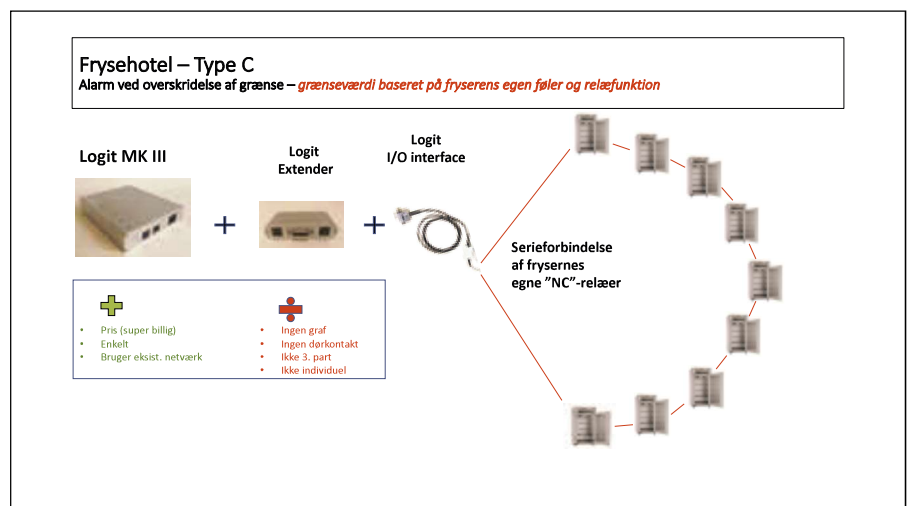 Frysehotel – Type C
Alarm ved overskridelse af grænse – grænseværdi baseret på fryserens egen føler og relæfunktion
Logit MK III
Logit
Extender
Logit
I/O interface
Serieforbindelse
af frysernes
egne ”NC”-relæer
• Pris (super billig)
• Enkelt
• Bruger eksist. netværk
• Ingen graf
• Ingen dørkontakt
• Ikke 3. part
• Ikke individuel